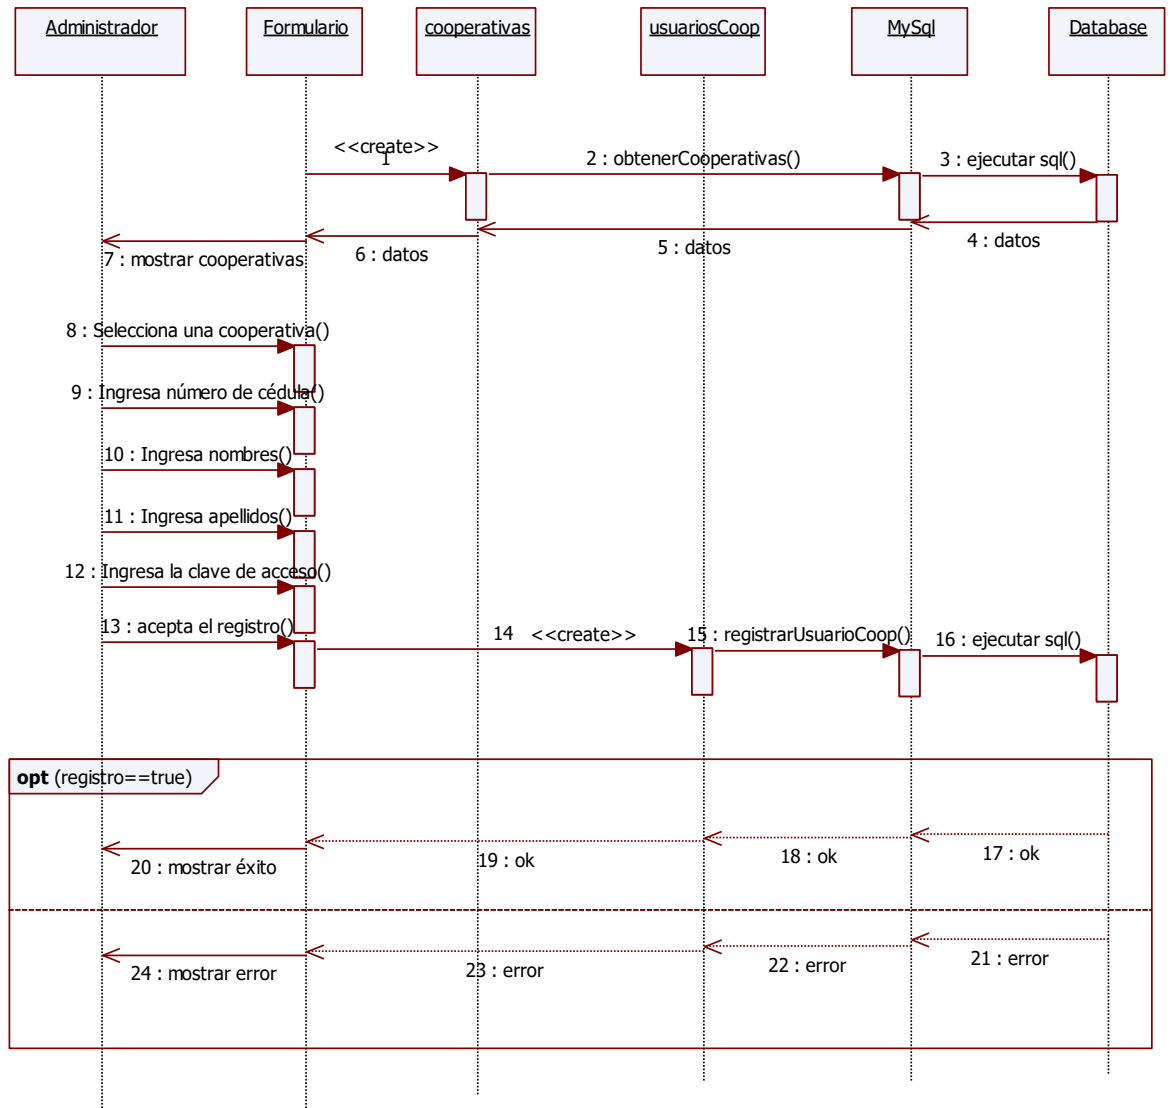 Administrador
Formulario
cooperativas
usuariosCoop
MySql
Database
<<create>>
1
2 : obtenerCooperativas()
3 : ejecutar sql()
4 : datos
5 : datos
6 : datos
7 : mostrar cooperativas
8 : Selecciona una cooperativa()
9 : Ingresa número de cédula()
10 : Ingresa nombres()
11 : Ingresa apellidos()
12 : Ingresa la clave de acceso()
13 : acepta el registro()
14 <<create>>
15 : registrarUsuarioCoop()
16 : ejecutar sql()
opt (registro==true)
17 : ok
18 : ok
19 : ok
20 : mostrar éxito
21 : error
22 : error
23 : error
24 : mostrar error